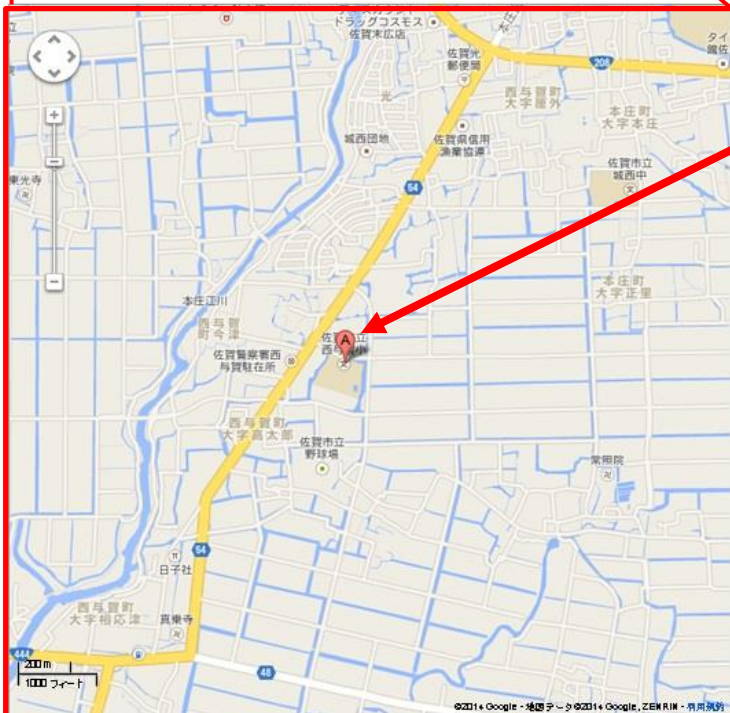 ドラッグコスモス
佐賀末広店
佐賀光
郵便局
208
光
西与賀町
大字厘外
本庄町
大字本庄
城西団地
佐賀県信用
漁業協連
佐賀市立
城西中
東光寺
54
本庄町
大字正里
本庄江川
西与賀
町今津
A
佐賀警察署西
与賀駐在所
西与賀町
大字高太郎
佐賀市立
野球場
常照院
54
日子社
西与賀町
大字相応津
真乗寺
444
48
200 m
1000 フィート
©2014 Google - 地図データ ©2014 Google, ZENRIN - 利用規約